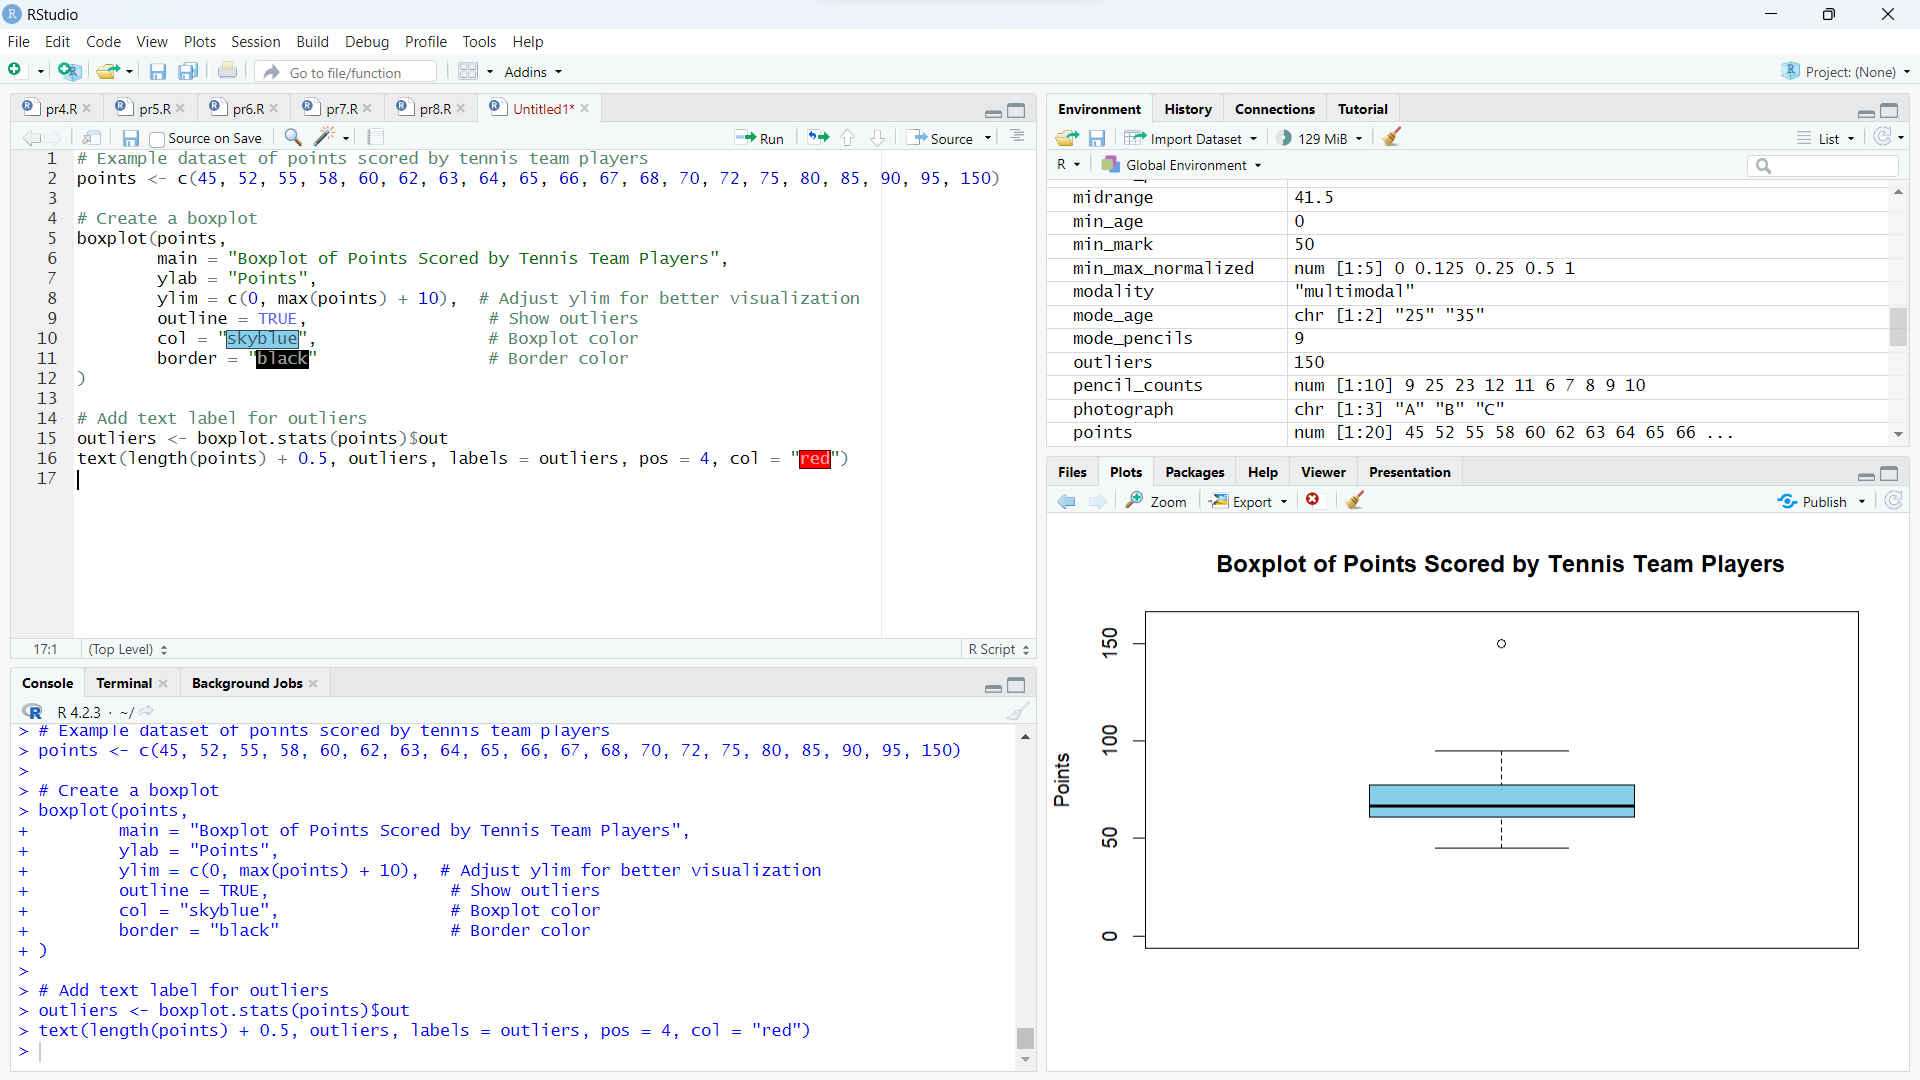 RStudio
File Edit Code View Plots Session Build Debug Profile Tools Help
Go to file/function Addins Project: (None)
pr4.R pr5.R pr6.R pr7.R pr8.R Untitled1*
Source on Save Run Source
1 # Example dataset of points scored by tennis team players
2 points <- c(45, 52, 55, 58, 60, 62, 63, 64, 65, 66, 67, 68, 70, 72, 75, 80, 85, 90, 95, 150)
3
4 # Create a boxplot
5 boxplot(points,
6 main = "Boxplot of Points Scored by Tennis Team Players",
7 ylab = "Points",
8 ylim = c(0, max(points) + 10), # Adjust ylim for better visualization
9 outline = TRUE, # Show outliers
10 col = "skyblue", # Boxplot color
11 border = "black" # Border color
12 )
13
14 # Add text label for outliers
15 outliers <- boxplot.stats(points)$out
16 text(length(points) + 0.5, outliers, labels = outliers, pos = 4, col = "red")
17
17:1 (Top Level) R Script
Console Terminal Background Jobs
R 4.2.3 · ~/
> # Example dataset of points scored by tennis team players
> points <- c(45, 52, 55, 58, 60, 62, 63, 64, 65, 66, 67, 68, 70, 72, 75, 80, 85, 90, 95, 150)
>
> # Create a boxplot
> boxplot(points,
+ main = "Boxplot of Points Scored by Tennis Team Players",
+ ylab = "Points",
+ ylim = c(0, max(points) + 10), # Adjust ylim for better visualization
+ outline = TRUE, # Show outliers
+ col = "skyblue", # Boxplot color
+ border = "black" # Border color
+ )
>
> # Add text label for outliers
> outliers <- boxplot.stats(points)$out
> text(length(points) + 0.5, outliers, labels = outliers, pos = 4, col = "red")
>
Environment History Connections Tutorial
Import Dataset 129 MiB List
R Global Environment
midrange 41.5
min_age 0
min_mark 50
min_max_normalized num [1:5] 0 0.125 0.25 0.5 1
modality "multimodal"
mode_age chr [1:2] "25" "35"
mode_pencils 9
outliers 150
pencil_counts num [1:10] 9 25 23 12 11 6 7 8 9 10
photograph chr [1:3] "A" "B" "C"
points num [1:20] 45 52 55 58 60 62 63 64 65 66 ...
Files Plots Packages Help Viewer Presentation
Zoom Export Publish
Boxplot of Points Scored by Tennis Team Players
150
100
50
0
Points